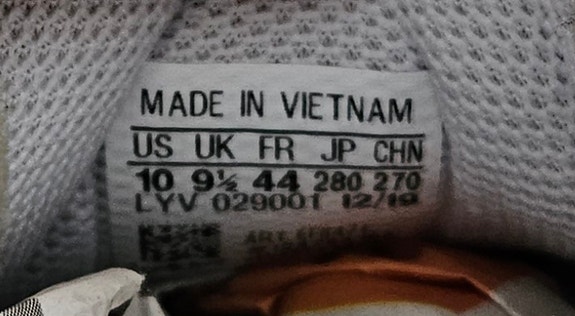 MADE IN VIETNAM
US UK FR JP CHN
10 9½ 44 280 270
LYV 029001 12/19